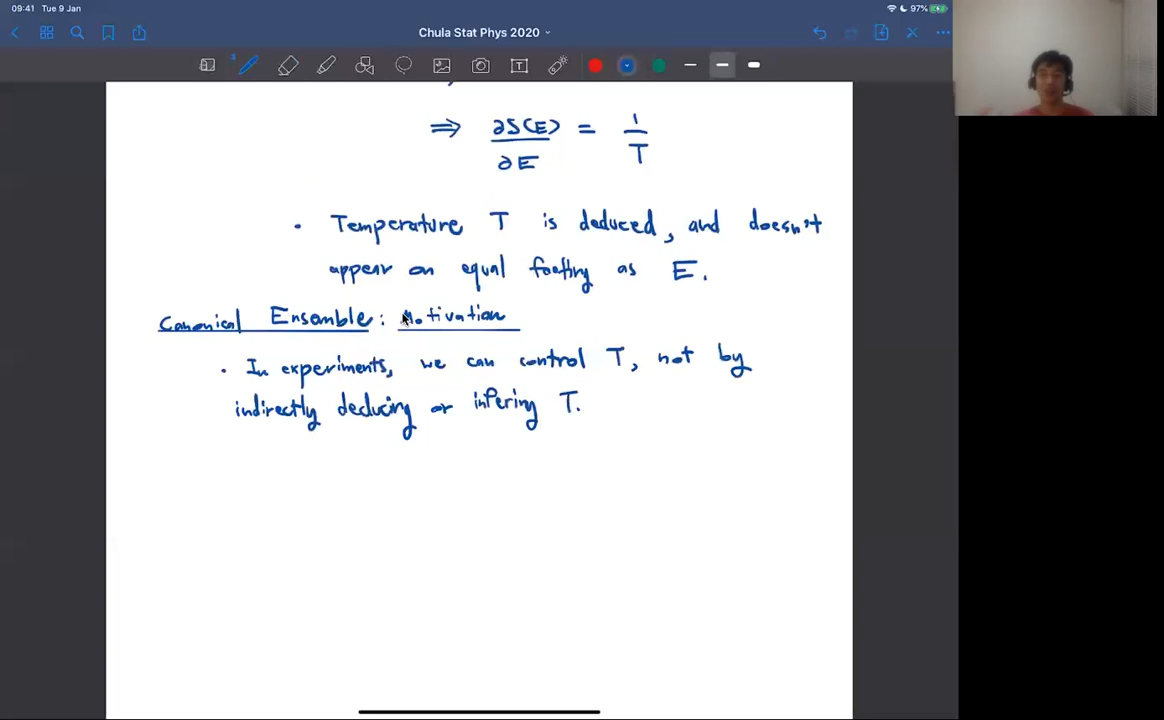 09:41 Tue 9 Jan
97%
Chula Stat Phys 2020
⇒ ∂S(E)/∂E = 1/T
· Temperature T is deduced, and doesn't
appear on equal footing as E.
Canonical Ensemble: Motivation
· In experiments, we can control T, not by
indirectly deducing or infering T.